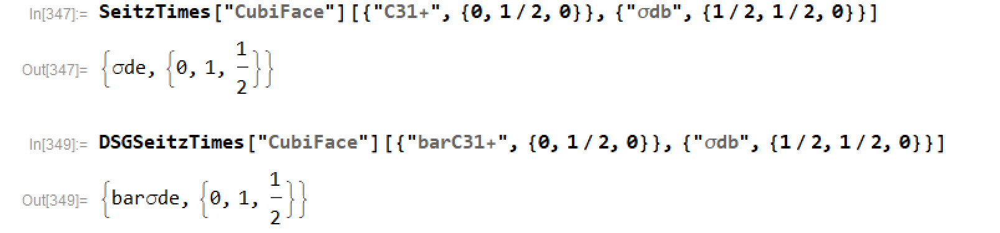 In[347]:= SeitzTimes["CubiFace"][{"C31+", {0, 1/2, 0}}, {"σdb", {1/2, 1/2, 0}}]
Out[347]= {σde, {0, 1, 1/2}}
In[349]:= DSGSeitzTimes["CubiFace"][{"barC31+", {0, 1/2, 0}}, {"σdb", {1/2, 1/2, 0}}]
Out[349]= {barσde, {0, 1, 1/2}}